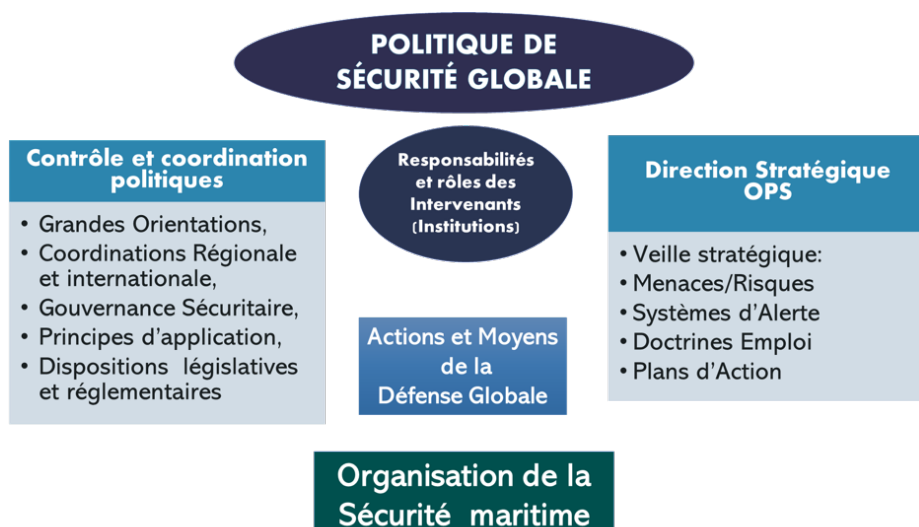 POLITIQUE DE
SÉCURITÉ GLOBALE
Contrôle et coordination
politiques
• Grandes Orientations,
• Coordinations Régionale
et internationale,
• Gouvernance Sécuritaire,
• Principes d’application,
• Dispositions législatives
et réglementaires
Responsabilités
et rôles des
Intervenants
(Institutions)
Actions et Moyens
de la
Défense Globale
Direction Stratégique
OPS
• Veille stratégique:
• Menaces/Risques
• Systèmes d’Alerte
• Doctrines Emploi
• Plans d’Action
Organisation de la
Sécurité maritime